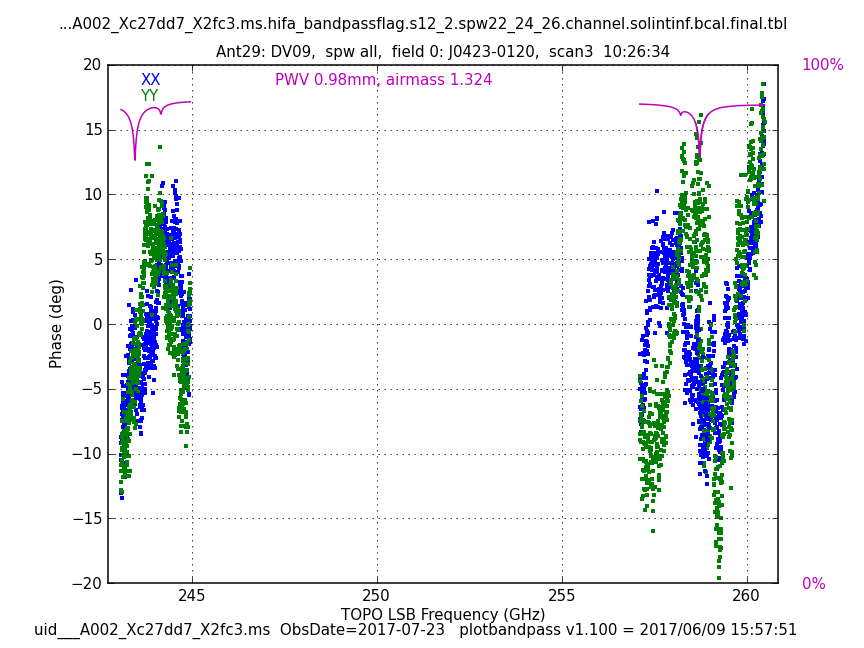 ...A002_Xc27dd7_X2fc3.ms.hifa_bandpassflag.s12_2.spw22_24_26.channel.solintinf.bcal.final.tbl
Ant29: DV09,  spw all,  field 0: J0423-0120,  scan3  10:26:34
20
15
10
5
0
−5
−10
−15
−20
Phase (deg)
XX
YY
PWV 0.98mm, airmass 1.324
100%
0%
245
250
255
260
TOPO LSB Frequency (GHz)
uid___A002_Xc27dd7_X2fc3.ms  ObsDate=2017-07-23   plotbandpass v1.100 = 2017/06/09 15:57:51